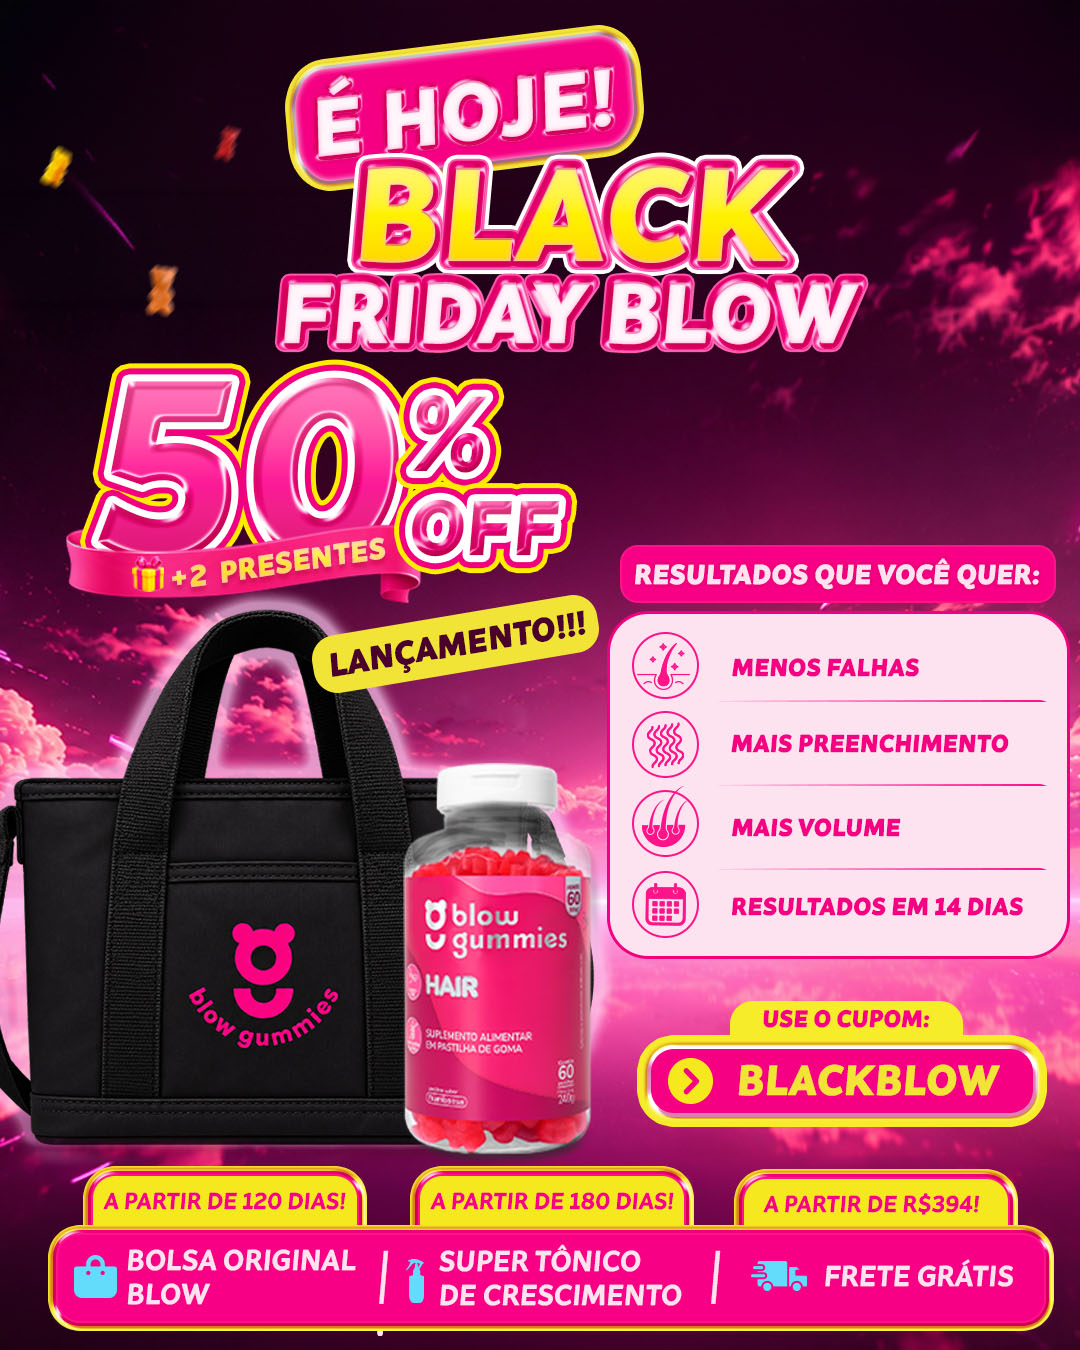 É HOJE!
BLACK
FRIDAY BLOW
50%
OFF
+2 PRESENTES
LANÇAMENTO!!!
RESULTADOS QUE VOCÊ QUER:
MENOS FALHAS
MAIS PREENCHIMENTO
MAIS VOLUME
RESULTADOS EM 14 DIAS
blow gummies
60
blow
gummies
HAIR
SUPLEMENTO ALIMENTAR
EM PASTILHA DE GOMA
60
240g
USE O CUPOM:
BLACKBLOW
A PARTIR DE 120 DIAS!
BOLSA ORIGINAL
BLOW
A PARTIR DE 180 DIAS!
SUPER TÔNICO
DE CRESCIMENTO
A PARTIR DE R$394!
FRETE GRÁTIS